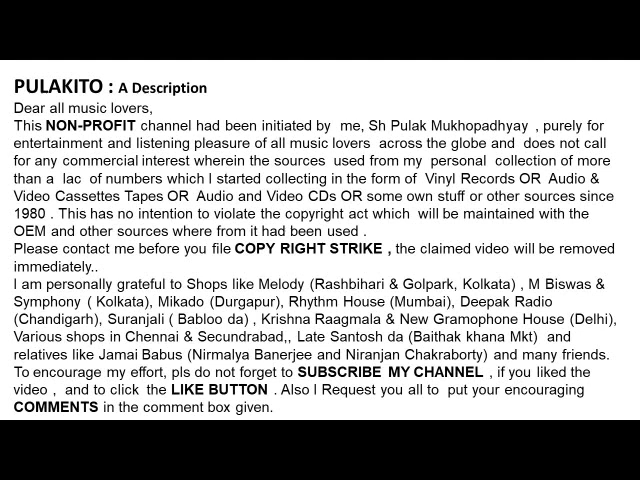 PULAKITO : A Description
Dear all music lovers,
This NON-PROFIT channel had been initiated by me, Sh Pulak Mukhopadhyay , purely for
entertainment and listening pleasure of all music lovers across the globe and does not call
for any commercial interest wherein the sources used from my personal collection of more
than a lac of numbers which I started collecting in the form of Vinyl Records OR Audio &
Video Cassettes Tapes OR Audio and Video CDs OR some own stuff or other sources since
1980 . This has no intention to violate the copyright act which will be maintained with the
OEM and other sources where from it had been used .
Please contact me before you file COPY RIGHT STRIKE , the claimed video will be removed
immediately..
I am personally grateful to Shops like Melody (Rashbihari & Golpark, Kolkata) , M Biswas &
Symphony ( Kolkata), Mikado (Durgapur), Rhythm House (Mumbai), Deepak Radio
(Chandigarh), Suranjali ( Babloo da) , Krishna Raagmala & New Gramophone House (Delhi),
Various shops in Chennai & Secundrabad,, Late Santosh da (Baithak khana Mkt) and
relatives like Jamai Babus (Nirmalya Banerjee and Niranjan Chakraborty) and many friends.
To encourage my effort, pls do not forget to SUBSCRIBE MY CHANNEL , if you liked the
video , and to click the LIKE BUTTON . Also I Request you all to put your encouraging
COMMENTS in the comment box given.